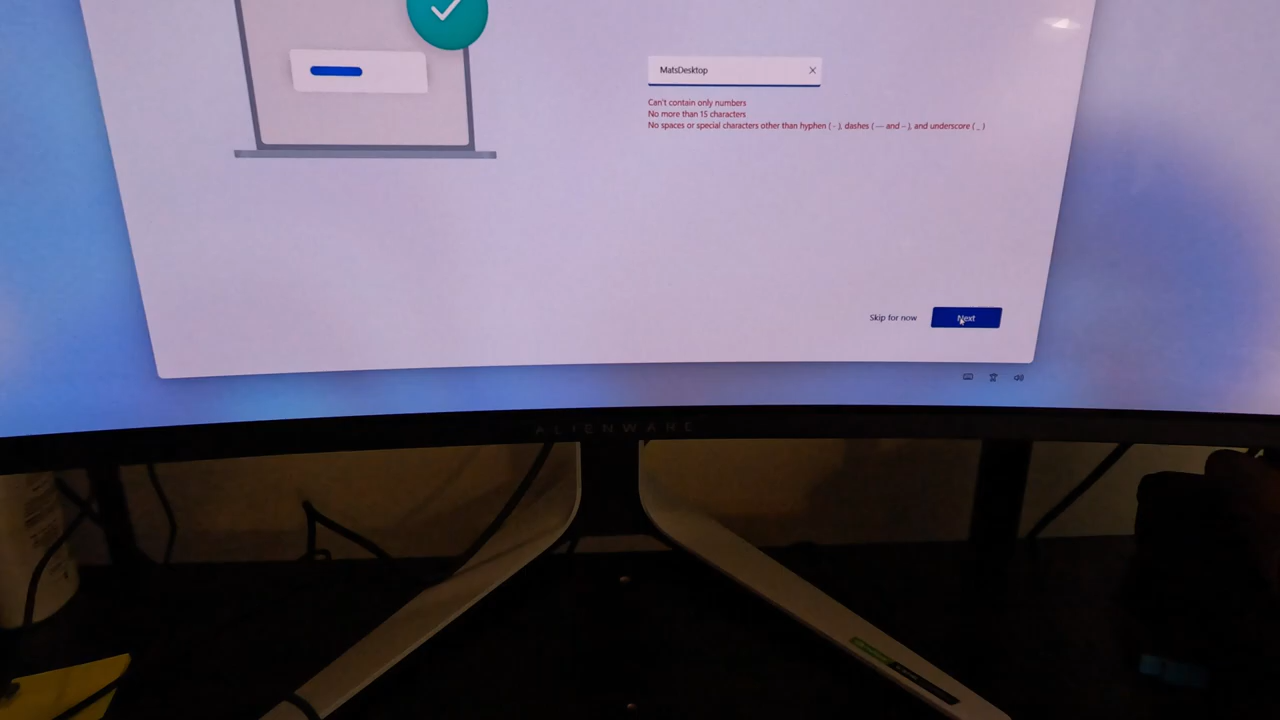 MatsDesktop
Can't contain only numbers
No more than 15 characters
No spaces or special characters other than hyphen ( - ), dashes ( — and – ), and underscore ( _ )
Skip for now
Next
ALIENWARE